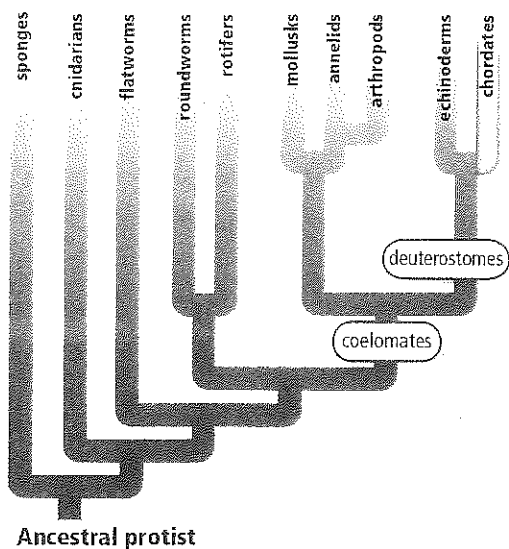 sponges
cnidarians
flatworms
roundworms
rotifers
mollusks
annelids
arthropods
echinoderms
chordates
deuterostomes
coelomates
Ancestral protist